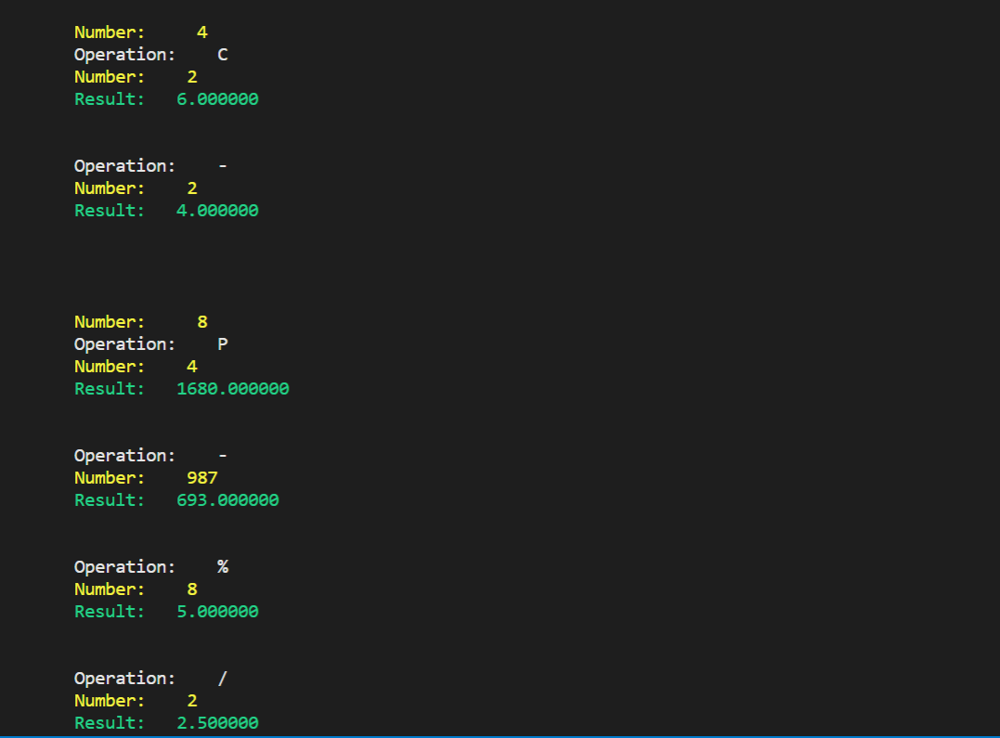 Number:     4
Operation:    C
Number:    2
Result:   6.000000
Operation:    -
Number:    2
Result:   4.000000
Number:     8
Operation:    P
Number:    4
Result:   1680.000000
Operation:    -
Number:    987
Result:   693.000000
Operation:    %
Number:    8
Result:   5.000000
Operation:    /
Number:    2
Result:   2.500000